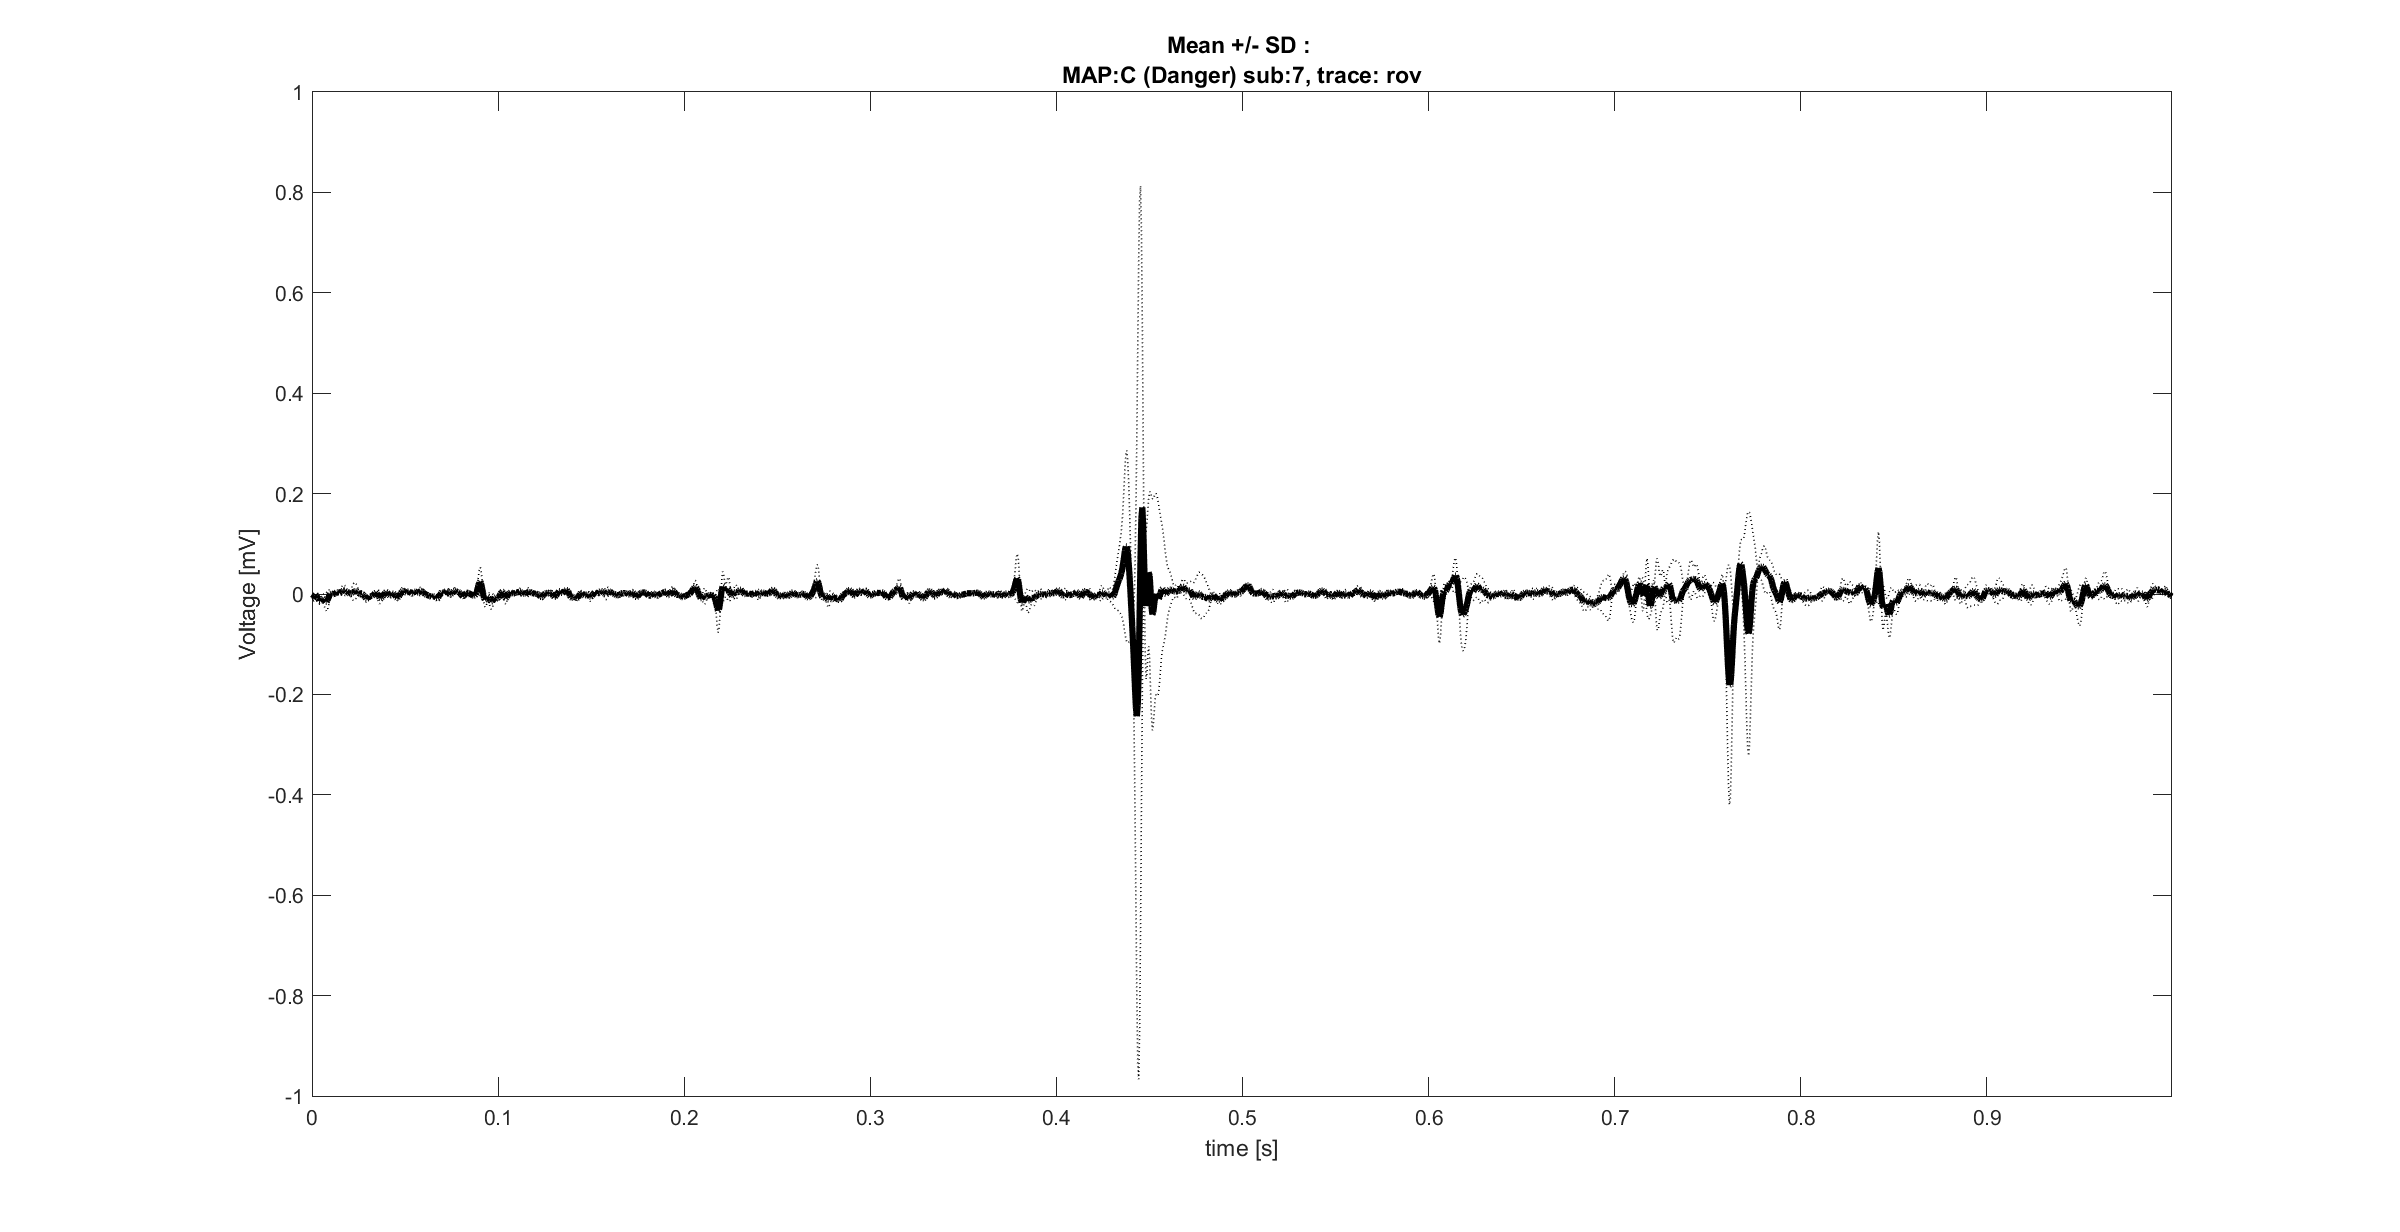 Mean +/- SD :
MAP:C (Danger) sub:7, trace: rov
1
0.8
0.6
0.4
0.2
0
-0.2
-0.4
-0.6
-0.8
-1
Voltage [mV]
0 0.1 0.2 0.3 0.4 0.5 0.6 0.7 0.8 0.9
time [s]